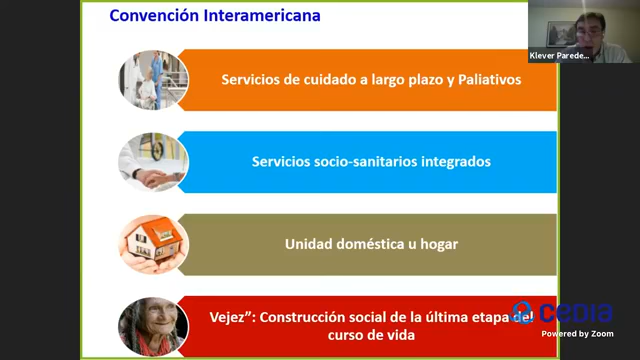 Convención Interamericana
Klever Parede...
Servicios de cuidado a largo plazo y Paliativos
Servicios socio-sanitarios integrados
Unidad doméstica u hogar
Vejez”: Construcción social de la última etapa del
curso de vida
cedia
Powered by Zoom